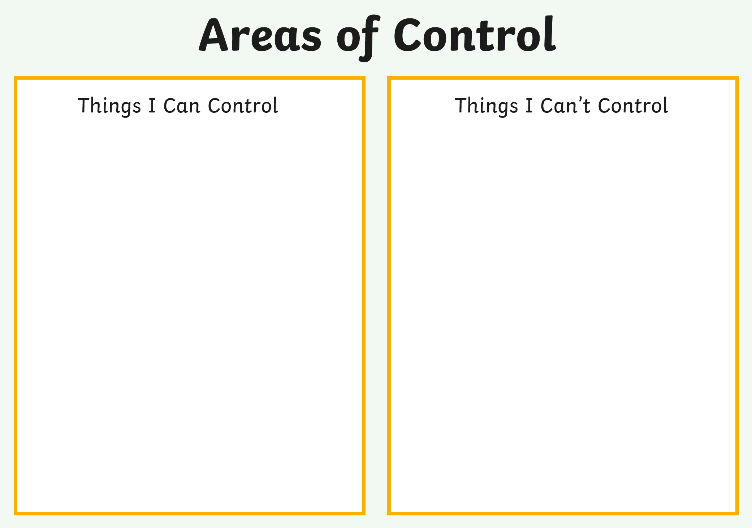 Areas of Control
Things I Can Control
Things I Can’t Control